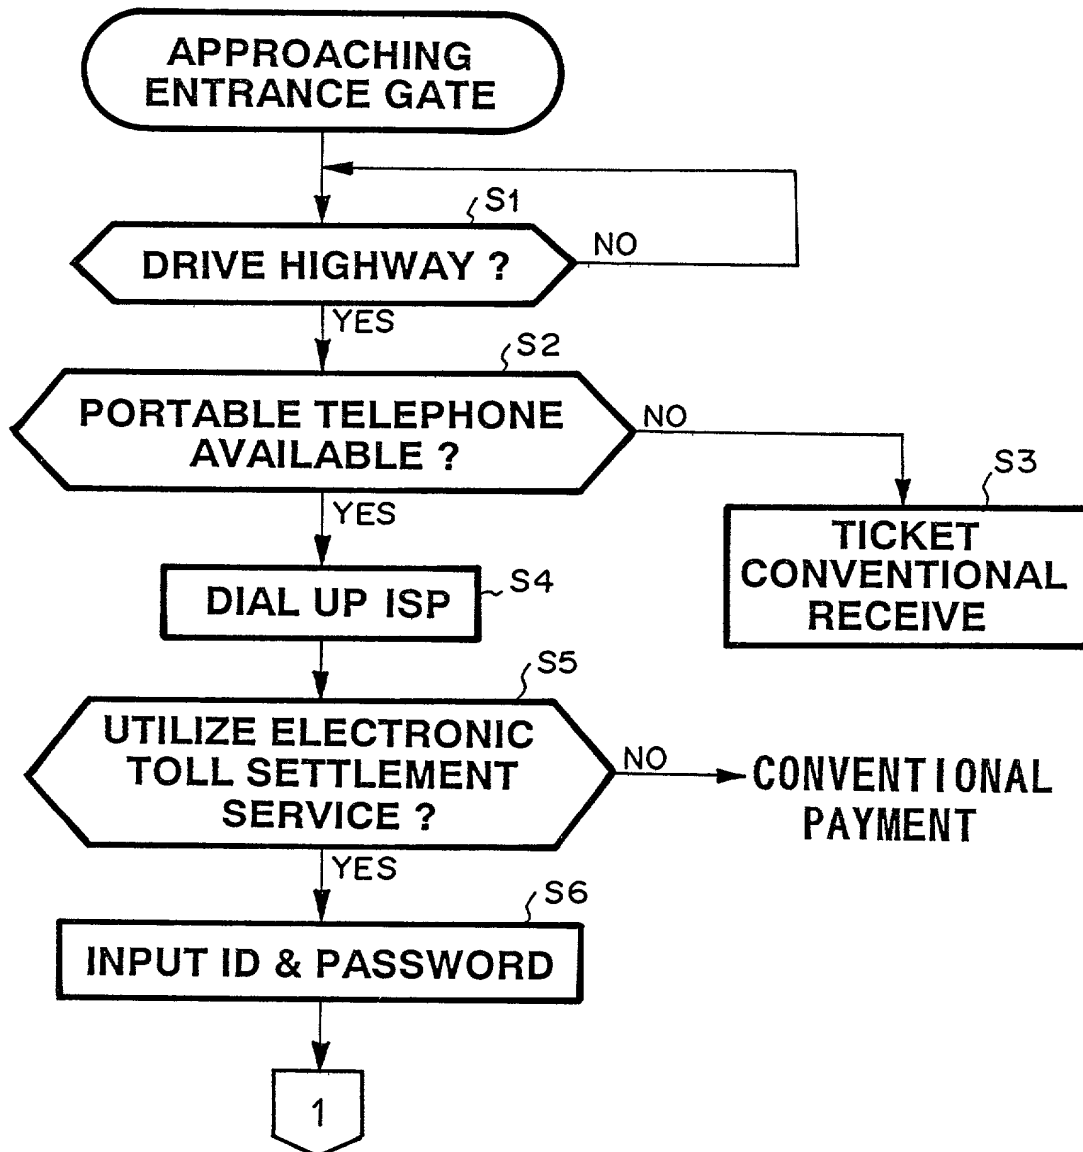 APPROACHING
ENTRANCE GATE
S1
DRIVE HIGHWAY ?
NO
YES
S2
PORTABLE TELEPHONE
AVAILABLE ?
NO
YES
S3
TICKET
CONVENTIONAL
RECEIVE
S4
DIAL UP ISP
S5
UTILIZE ELECTRONIC
TOLL SETTLEMENT
SERVICE ?
NO
CONVENTIONAL
PAYMENT
YES
S6
INPUT ID & PASSWORD
1